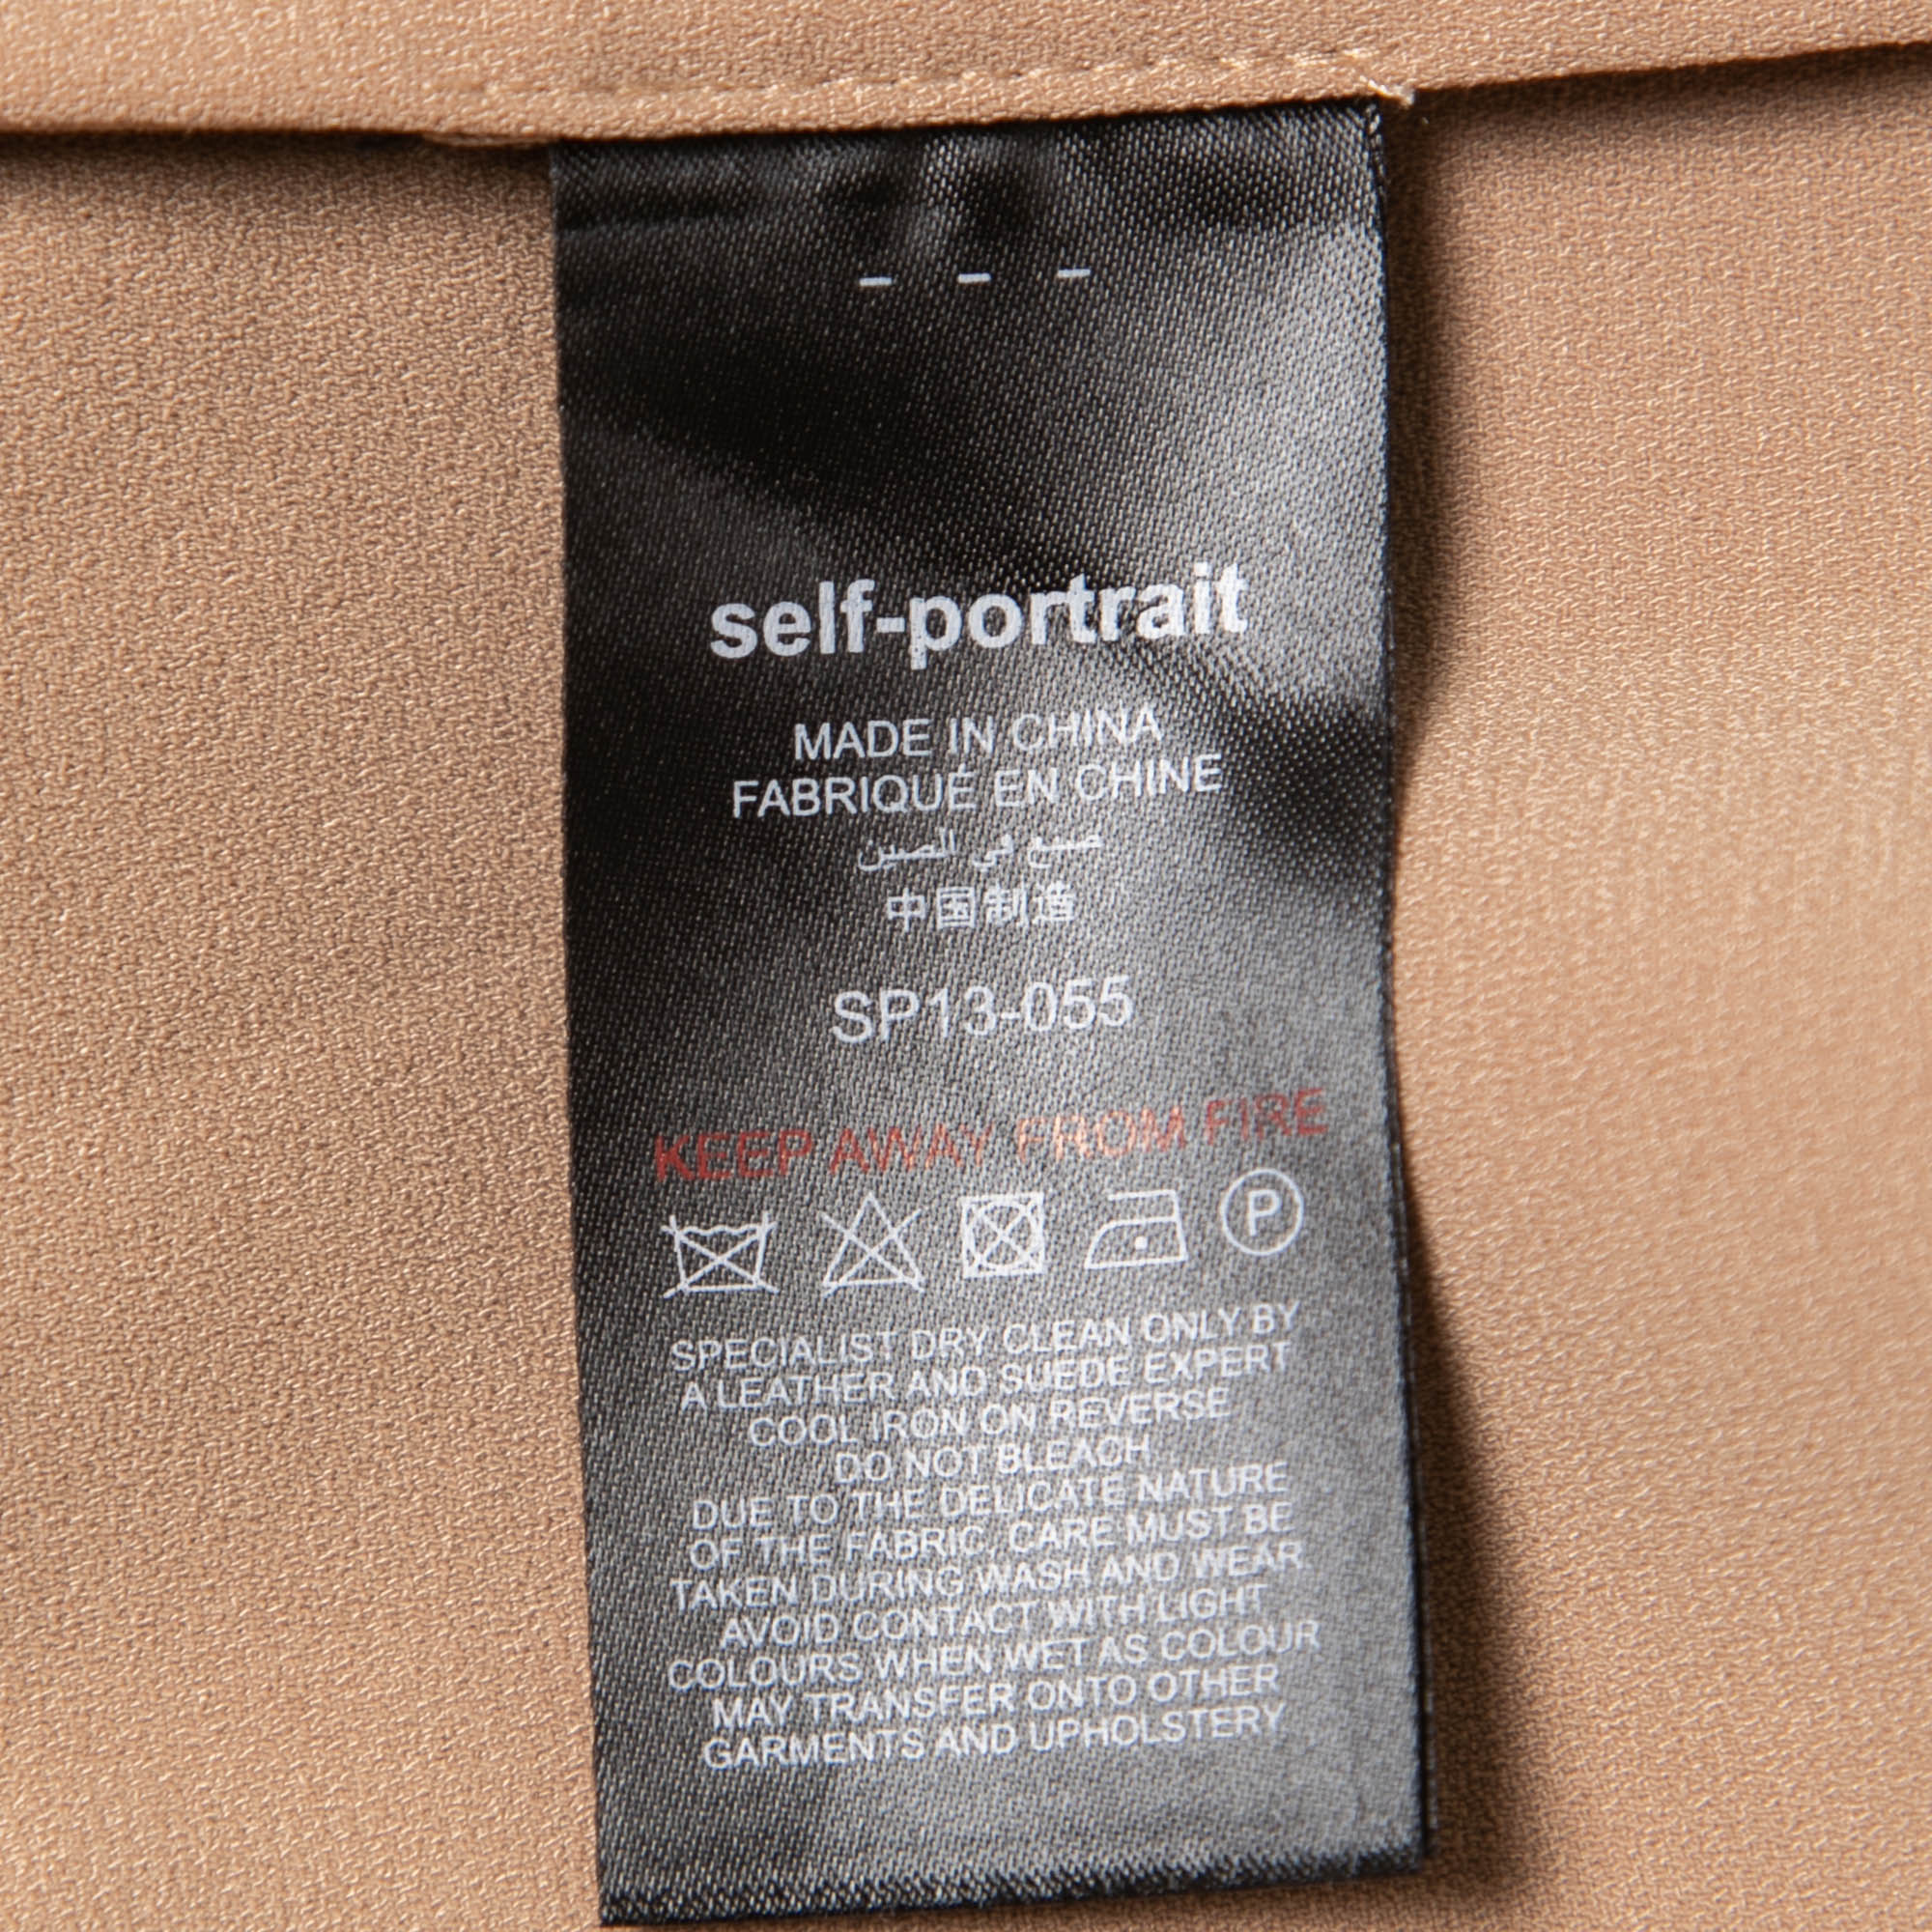 - - -
self-portrait
MADE IN CHINA
FABRIQUÉ EN CHINE
صنع في الصين
中国制造
SP13-055
KEEP AWAY FROM FIRE
P
SPECIALIST DRY CLEAN ONLY BY
A LEATHER AND SUEDE EXPERT
COOL IRON ON REVERSE
DO NOT BLEACH
DUE TO THE DELICATE NATURE
OF THE FABRIC, CARE MUST BE
TAKEN DURING WASH AND WEAR.
AVOID CONTACT WITH LIGHT
COLOURS WHEN WET AS COLOUR
MAY TRANSFER ONTO OTHER
GARMENTS AND UPHOLSTERY